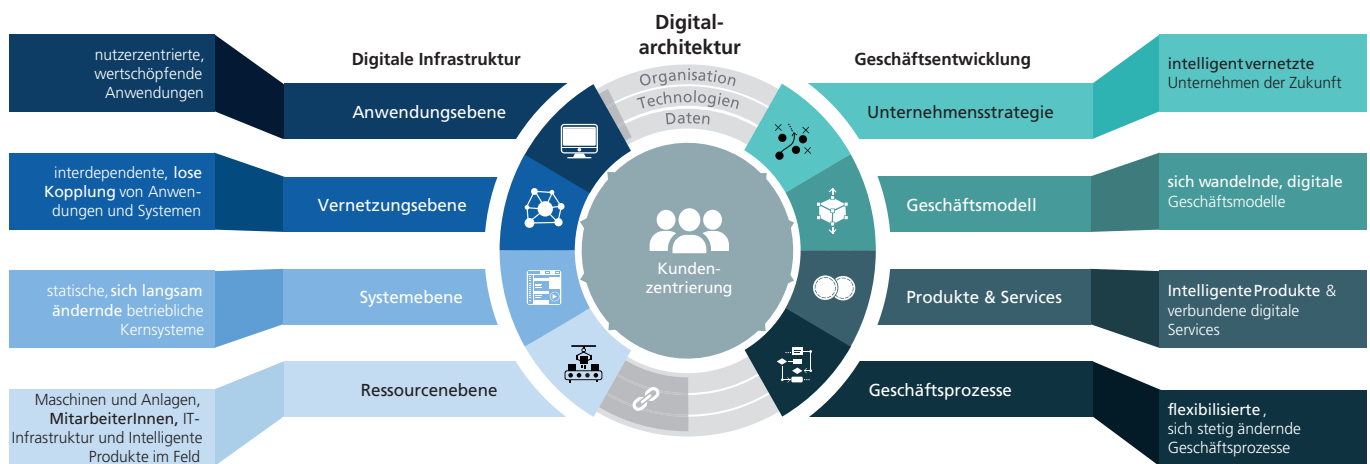 Digital-
architektur
Digitale Infrastruktur
Geschäftsentwicklung
Organisation
Technologien
Daten
nutzerzentrierte,
wertschöpfende
Anwendungen
Anwendungsebene
interdependente, lose
Kopplung von Anwen-
dungen und Systemen
Vernetzungsebene
statische, sich langsam
ändernde betriebliche
Kernsysteme
Systemebene
Maschinen und Anlagen,
MitarbeiterInnen, IT-
Infrastruktur und Intelligente
Produkte im Feld
Ressourcenebene
Kunden-
zentrierung
Unternehmensstrategie
intelligent vernetzte
Unternehmen der Zukunft
Geschäftsmodell
sich wandelnde, digitale
Geschäftsmodelle
Produkte & Services
Intelligente Produkte &
verbundene digitale
Services
Geschäftsprozesse
flexibilisierte,
sich stetig ändernde
Geschäftsprozesse